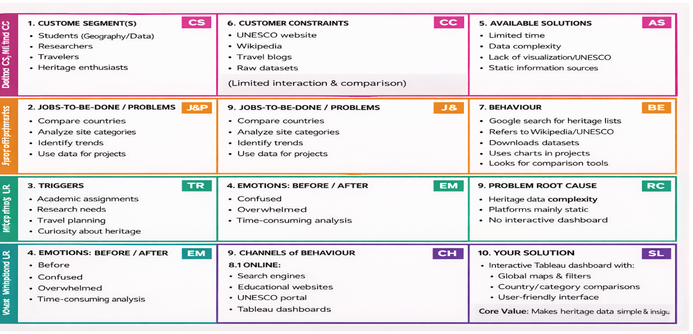 1. CUSTOME SEGMENT(S) CS
• Students (Geography/Data)
• Researchers
• Travelers
• Heritage enthusiasts
6. CUSTOMER CONSTRAINTS CC
• UNESCO website
• Wikipedia
• Travel blogs
• Raw datasets
(Limited interaction & comparison)
5. AVAILABLE SOLUTIONS AS
• Limited time
• Data complexity
• Lack of visualization/UNESCO
• Static information sources
2. JOBS-TO-BE-DONE / PROBLEMS J&P
• Compare countries
• Analyze site categories
• Identify trends
• Use data for projects
9. JOBS-TO-BE-DONE / PROBLEMS J&
• Compare countries
• Analyze site categories
• Identify trends
• Use data for projects
7. BEHAVIOUR BE
• Google search for heritage lists
• Refers to Wikipedia/UNESCO
• Downloads datasets
• Uses charts in projects
• Looks for comparison tools
3. TRIGGERS TR
• Academic assignments
• Research needs
• Travel planning
• Curiosity about heritage
4. EMOTIONS: BEFORE / AFTER EM
• Confused
• Overwhelmed
• Time-consuming analysis
9. PROBLEM ROOT CAUSE RC
• Heritage data complexity
• Platforms mainly static
• No interactive dashboard
4. EMOTIONS: BEFORE / AFTER EM
• Before
• Confused
• Overwhelmed
• Time-consuming analysis
9. CHANNELS of BEHAVIOUR CH
8.1 ONLINE:
• Search engines
• Educational websites
• UNESCO portal
• Tableau dashboards
10. YOUR SOLUTION SL
• Interactive Tableau dashboard with:
• Global maps & filters
• Country/category comparisons
• User-friendly interface
Core Value: Makes heritage data simple & insigu